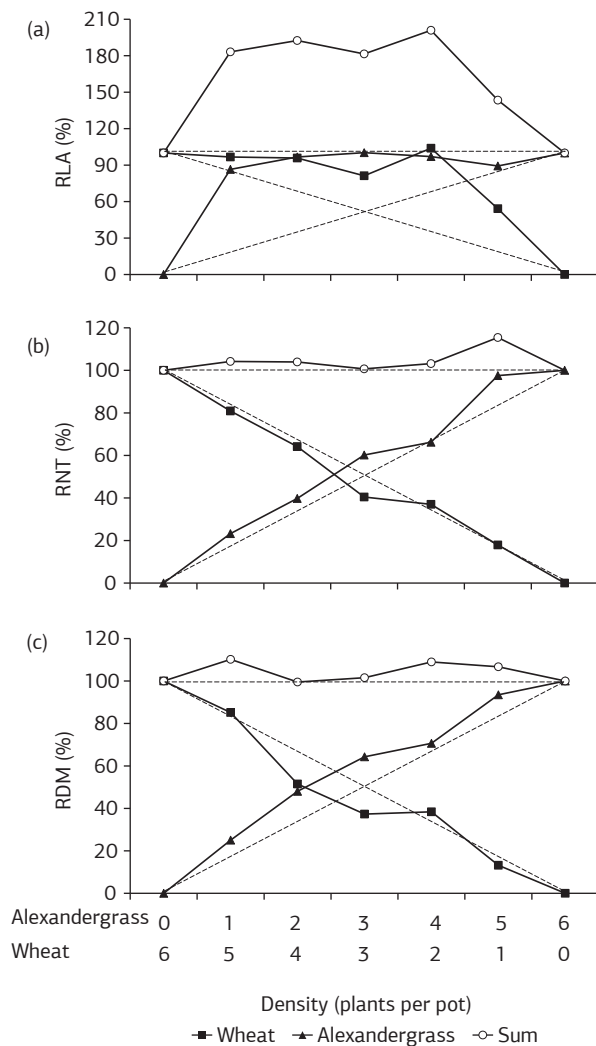 (a)
210
180
150
120
90
60
30
0
RLA (%)
(b)
120
100
80
60
40
20
0
RNT (%)
(c)
120
100
80
60
40
20
0
RDM (%)
Alexandergrass 0 1 2 3 4 5 6
Wheat 6 5 4 3 2 1 0
Density (plants per pot)
Wheat Alexandergrass Sum